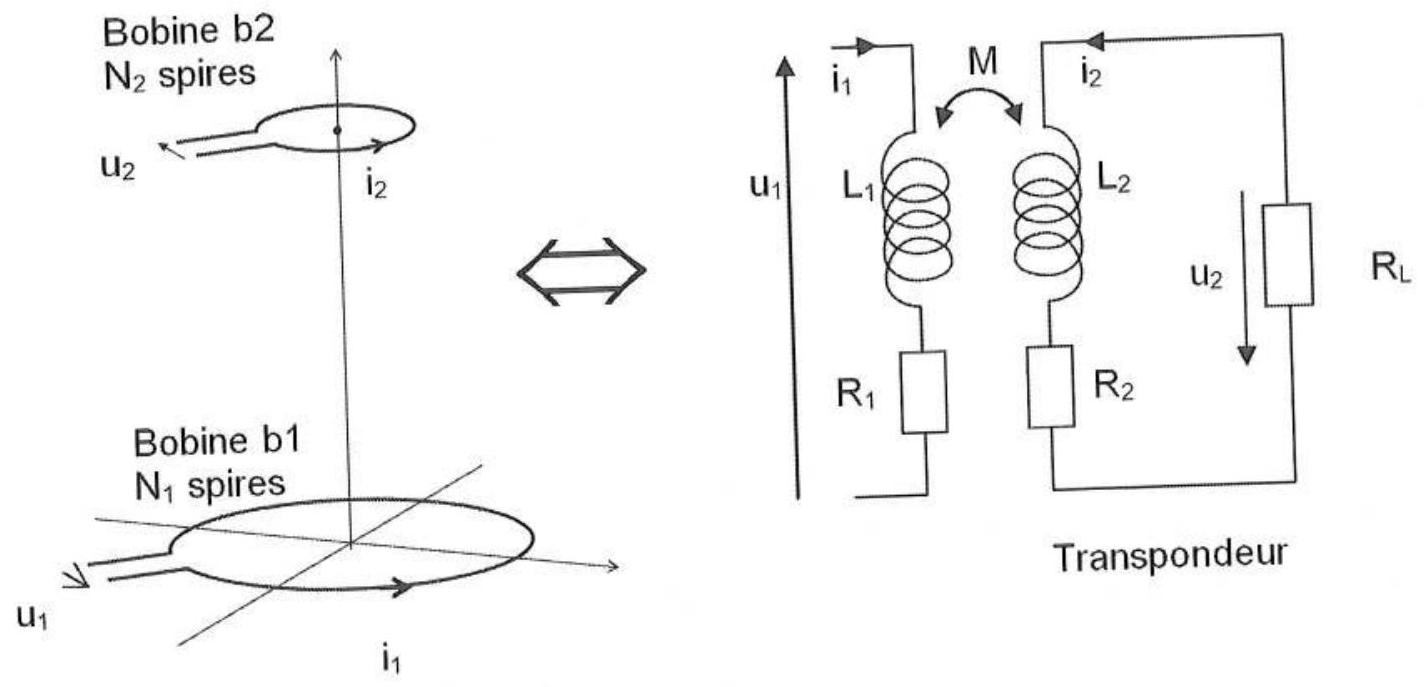 Bobine b2
N₂ spires
u₂
i₂
Bobine b1
N₁ spires
u₁
i₁
i₁
M
i₂
u₁
L₁
L₂
u₂
R_L
R₁
R₂
Transpondeur